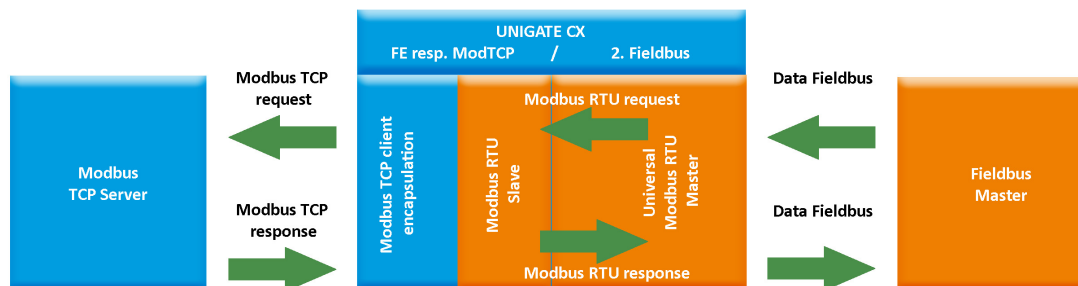 UNIGATE CX
FE resp. ModTCP / 2. Fieldbus
Modbus TCP
request
Modbus
TCP Server
Modbus TCP
response
Modbus TCP client
encapsulation
Modbus RTU
Slave
Modbus RTU request
Universal
Modbus RTU
Master
Modbus RTU response
Data Fieldbus
Data Fieldbus
Fieldbus
Master